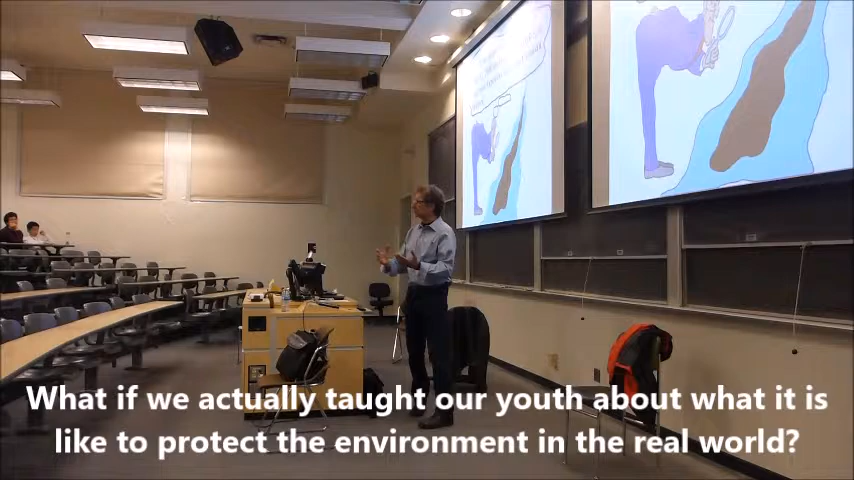 What if we actually taught our youth about what it is
like to protect the environment in the real world?